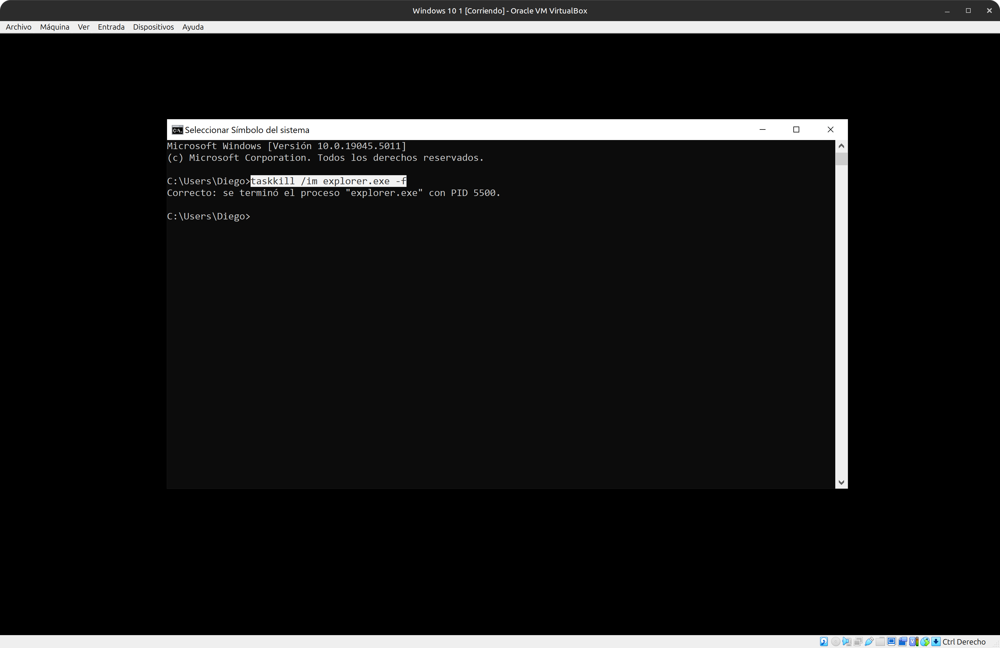 Windows 10 1 [Corriendo] - Oracle VM VirtualBox
Archivo Máquina Ver Entrada Dispositivos Ayuda
Seleccionar Símbolo del sistema
Microsoft Windows [Versión 10.0.19045.5011]
(c) Microsoft Corporation. Todos los derechos reservados.
C:\Users\Diego>taskkill /im explorer.exe -f
Correcto: se terminó el proceso "explorer.exe" con PID 5500.
C:\Users\Diego>
Ctrl Derecho